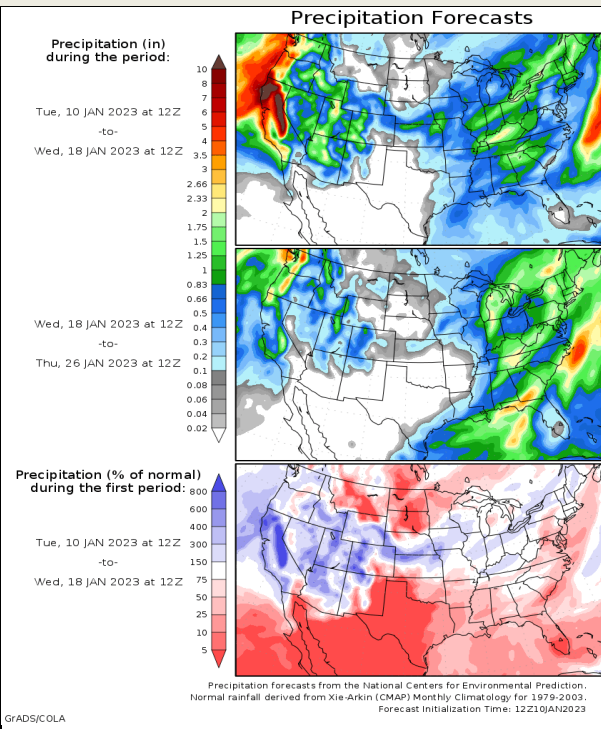 Precipitation Forecasts
Precipitation (in)
during the period:
Tue, 10 JAN 2023 at 12Z
-to-
Wed, 18 JAN 2023 at 12Z
10
8
7
6
5
4
3.5
3
2.66
2.33
2
1.75
1.5
1.25
1
0.83
0.66
0.5
0.4
0.3
0.2
0.1
0.08
0.06
0.04
0.02
Wed, 18 JAN 2023 at 12Z
-to-
Thu, 26 JAN 2023 at 12Z
Precipitation (% of normal)
during the first period:
Tue, 10 JAN 2023 at 12Z
-to-
Wed, 18 JAN 2023 at 12Z
800
600
400
300
150
75
50
25
10
5
Precipitation forecasts from the National Centers for Environmental Prediction.
Normal rainfall derived from Xie-Arkin (CMAP) Monthly Climatology for 1979-2003.
Forecast Initialization Time: 12Z10JAN2023
GrADS/COLA